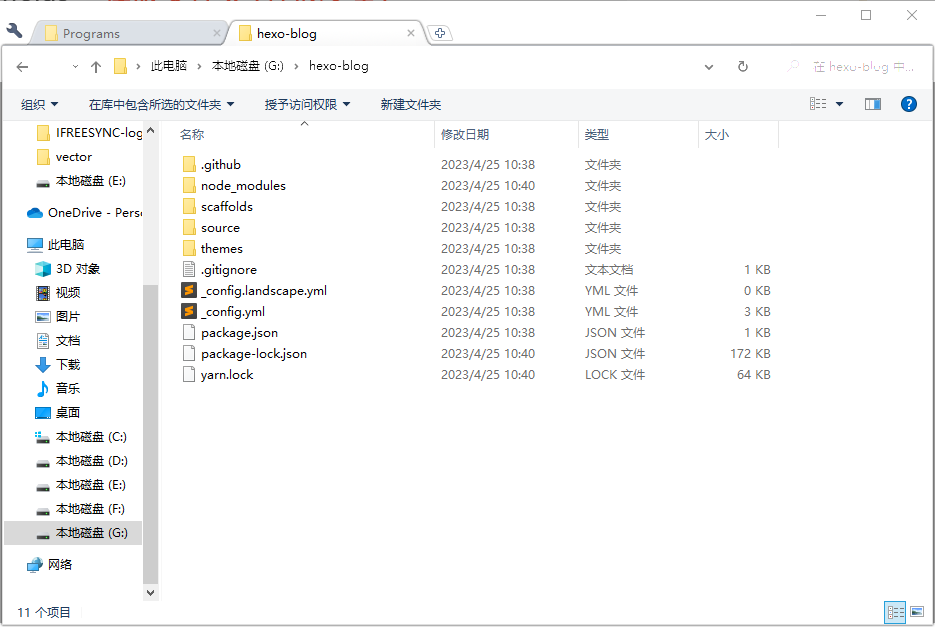 Programs
hexo-blog
此电脑 本地磁盘 (G:) hexo-blog
在 hexo-blog 中...
组织 在库中包含所选的文件夹 授予访问权限 新建文件夹
名称 修改日期 类型 大小
IFREESYNC-log
vector
本地磁盘 (E:)
OneDrive - Perso
此电脑
3D 对象
视频
图片
文档
下载
音乐
桌面
本地磁盘 (C:)
本地磁盘 (D:)
本地磁盘 (E:)
本地磁盘 (F:)
本地磁盘 (G:)
网络
.github 2023/4/25 10:38 文件夹
node_modules 2023/4/25 10:40 文件夹
scaffolds 2023/4/25 10:38 文件夹
source 2023/4/25 10:38 文件夹
themes 2023/4/25 10:38 文件夹
.gitignore 2023/4/25 10:38 文本文档 1 KB
_config.landscape.yml 2023/4/25 10:38 YML 文件 0 KB
_config.yml 2023/4/25 10:38 YML 文件 3 KB
package.json 2023/4/25 10:38 JSON 文件 1 KB
package-lock.json 2023/4/25 10:40 JSON 文件 172 KB
yarn.lock 2023/4/25 10:40 LOCK 文件 64 KB
11 个项目